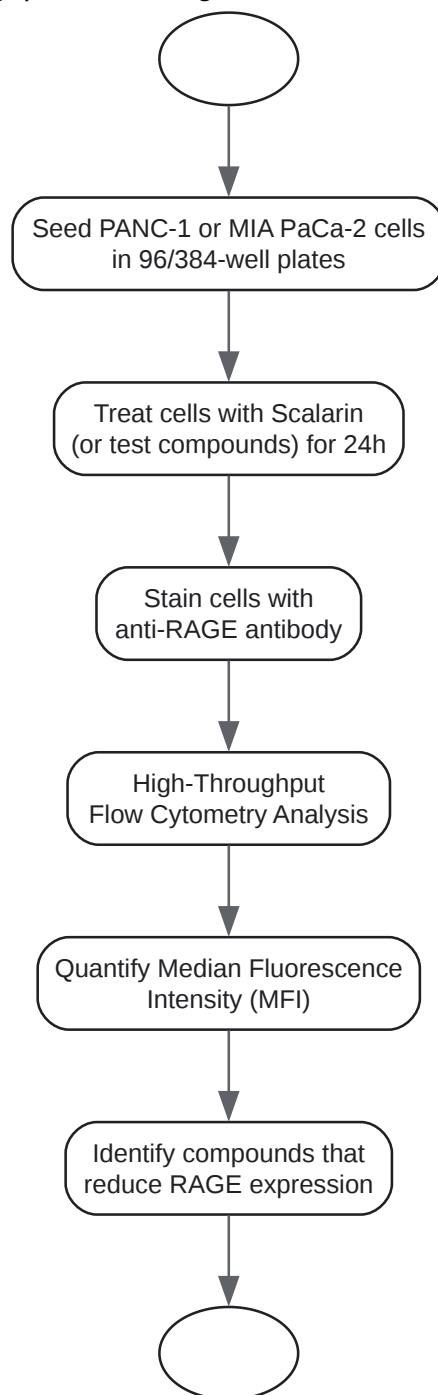 Seed PANC-1 or MIA PaCa-2 cells
in 96/384-well plates
Treat cells with Scalarin
(or test compounds) for 24h
Stain cells with
anti-RAGE antibody
High-Throughput
Flow Cytometry Analysis
Quantify Median Fluorescence
Intensity (MFI)
Identify compounds that
reduce RAGE expression